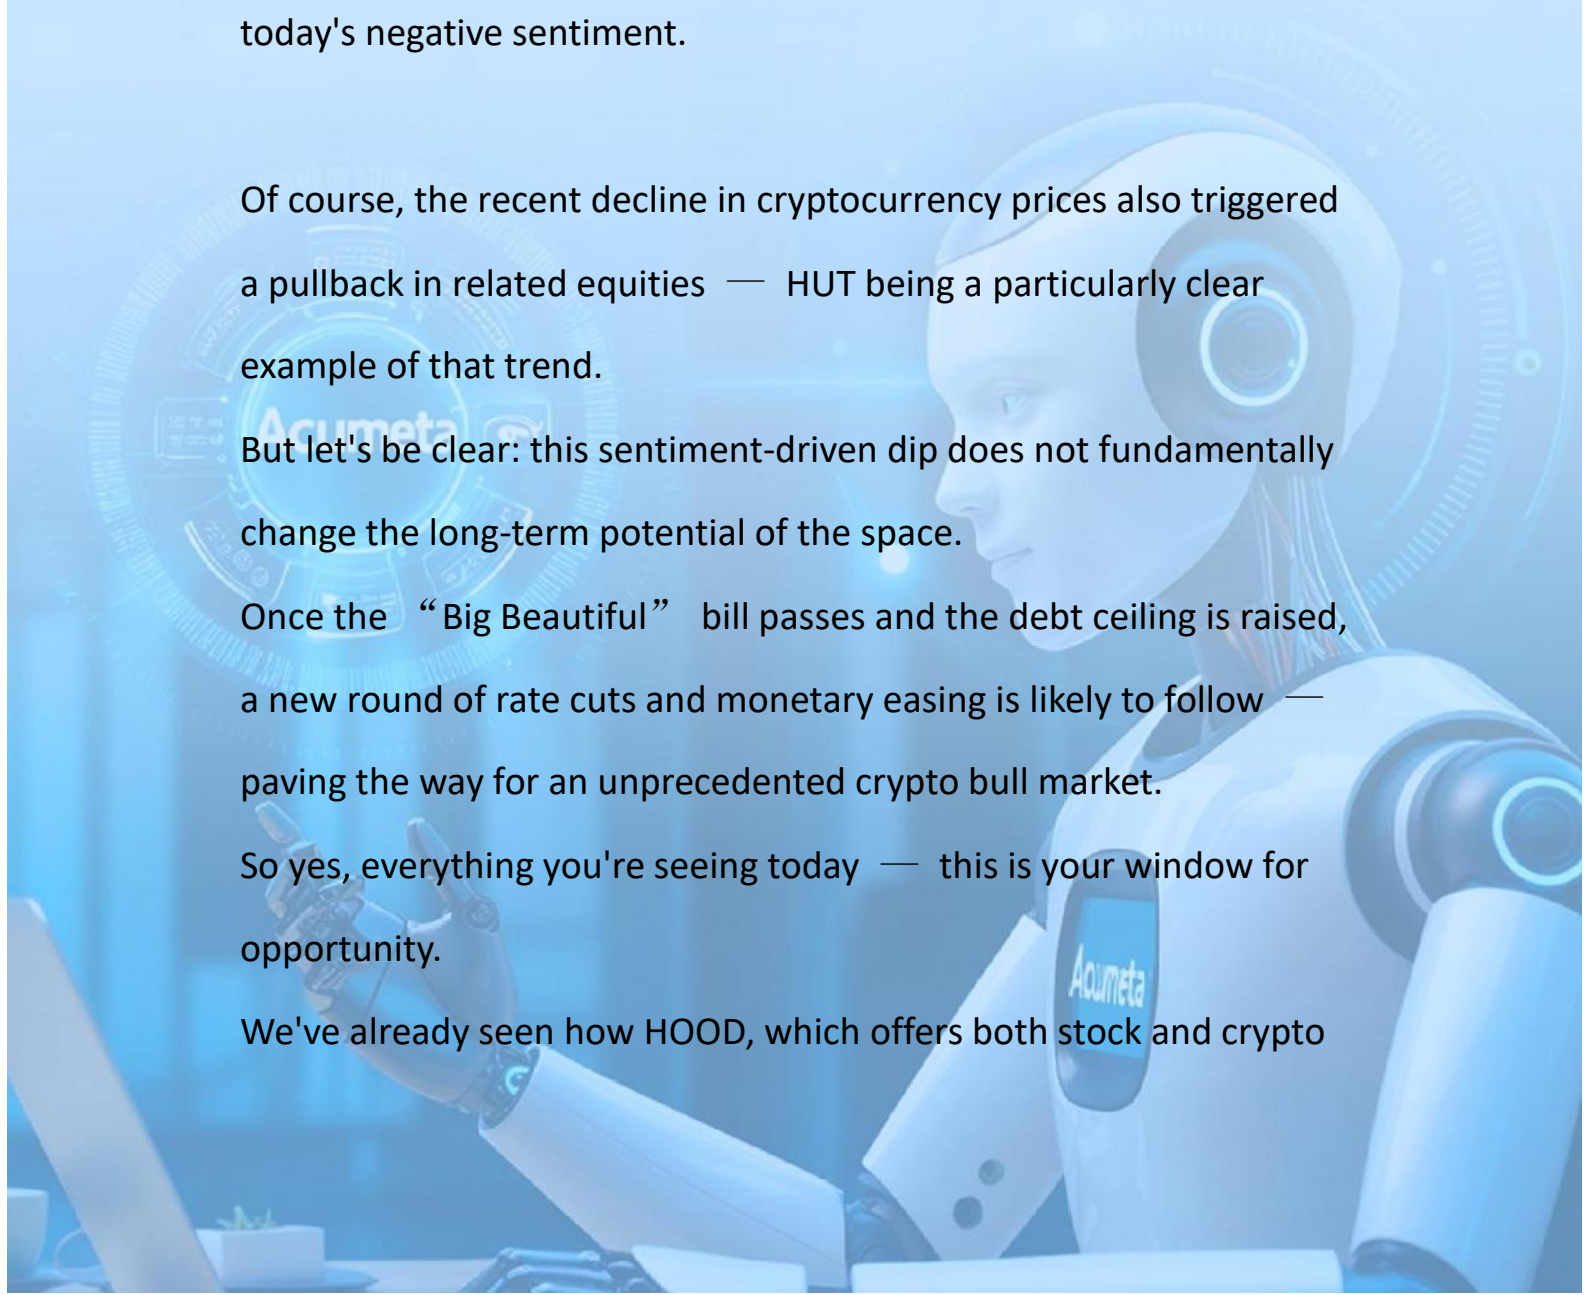 today's negative sentiment.
Of course, the recent decline in cryptocurrency prices also triggered
a pullback in related equities — HUT being a particularly clear
example of that trend.
Acumeta
But let's be clear: this sentiment-driven dip does not fundamentally
change the long-term potential of the space.
Once the “Big Beautiful” bill passes and the debt ceiling is raised,
a new round of rate cuts and monetary easing is likely to follow —
paving the way for an unprecedented crypto bull market.
So yes, everything you're seeing today — this is your window for
opportunity.
Acumeta
We've already seen how HOOD, which offers both stock and crypto